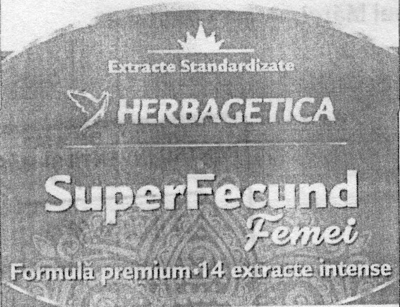 Extracte Standardizate
HERBAGETICA
SuperFecund
Femei
Formulă premium•14 extracte intense